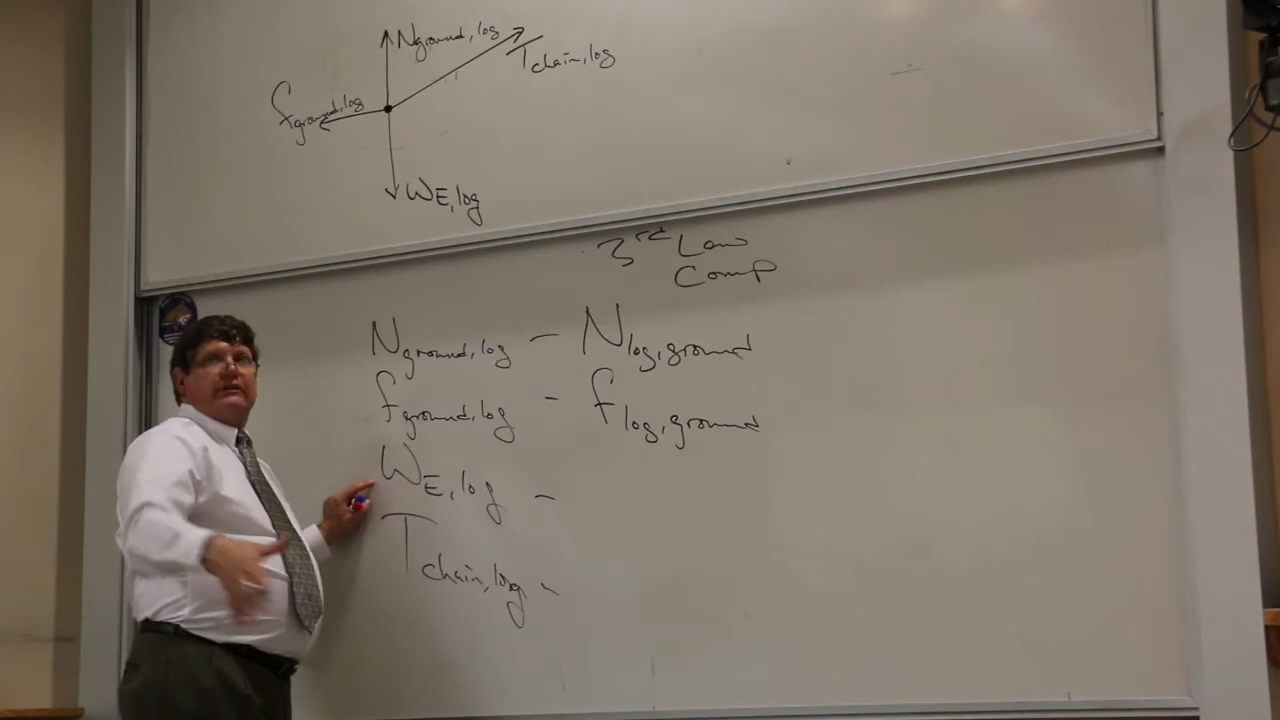 Nground,log
Tchain,log
fground,log
WE,log
3rd Law
Comp
Nground,log - Nlog,ground
fground,log - flog,ground
WE,log -
Tchain,log -